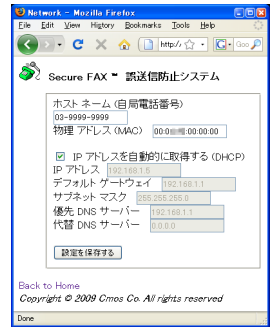 Network - Mozilla Firefox
File Edit View History Bookmarks Tools Help
http:/ Goo
Secure FAX ™ 誤送信防止システム
ホスト ネーム (自局電話番号)
03-9999-9999
物理 アドレス (MAC) 00:0 :00:00:00
IP アドレスを自動的に取得する (DHCP)
IP アドレス 192.168.1.6
デフォルト ゲートウェイ 192.168.1.1
サブネット マスク 255.255.255.0
優先 DNS サーバー 192.168.1.1
代替 DNS サーバー 0.0.0.0
設定を保存する
Back to Home
Copyright © 2009 Cmos Co. All rights reserved
Done